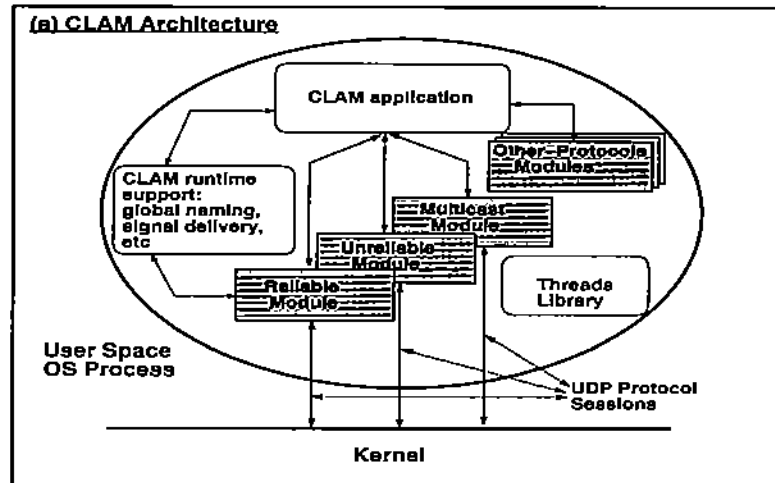 (a) CLAM Architecture
CLAM application
Other-Protocols
Modules
CLAM runtime
support:
global naming,
signal delivery,
etc
Multicast
Module
Unreliable
Module
Reliable
Module
Threads
Library
User Space
OS Process
UDP Protocol
Sessions
Kernel